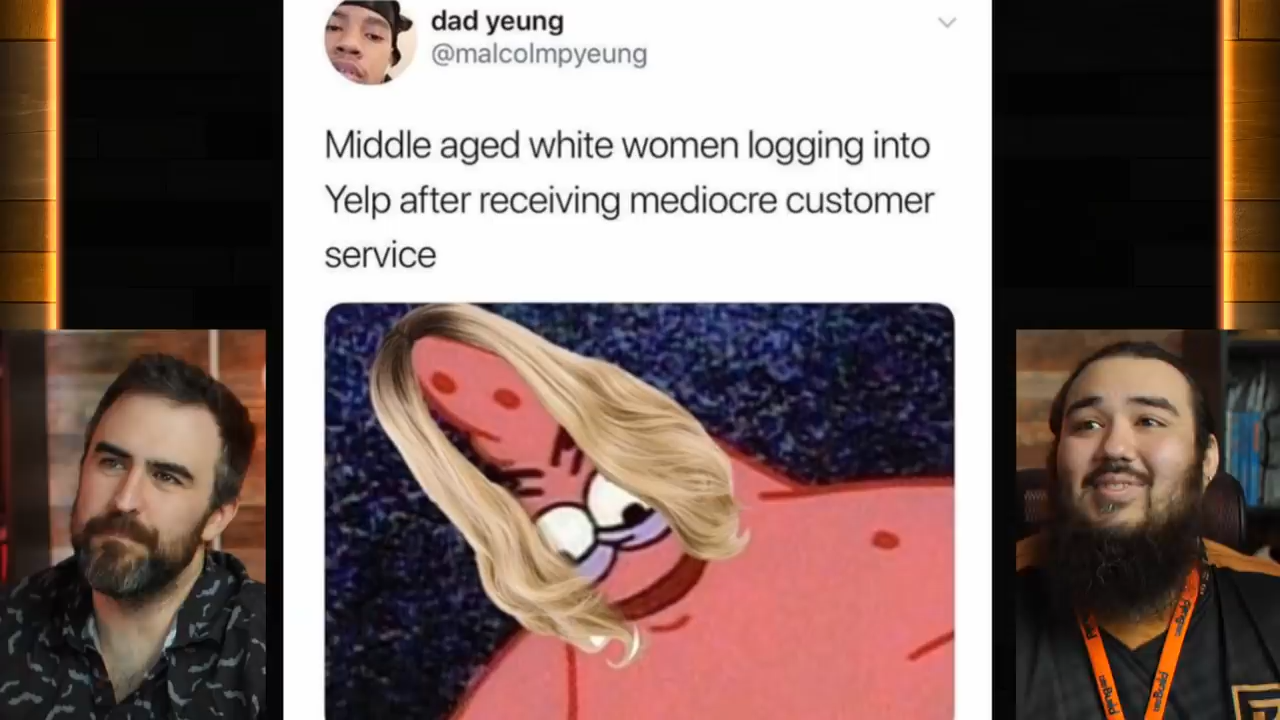 dad yeung
@malcolmpyeung
Middle aged white women logging into
Yelp after receiving mediocre customer
service